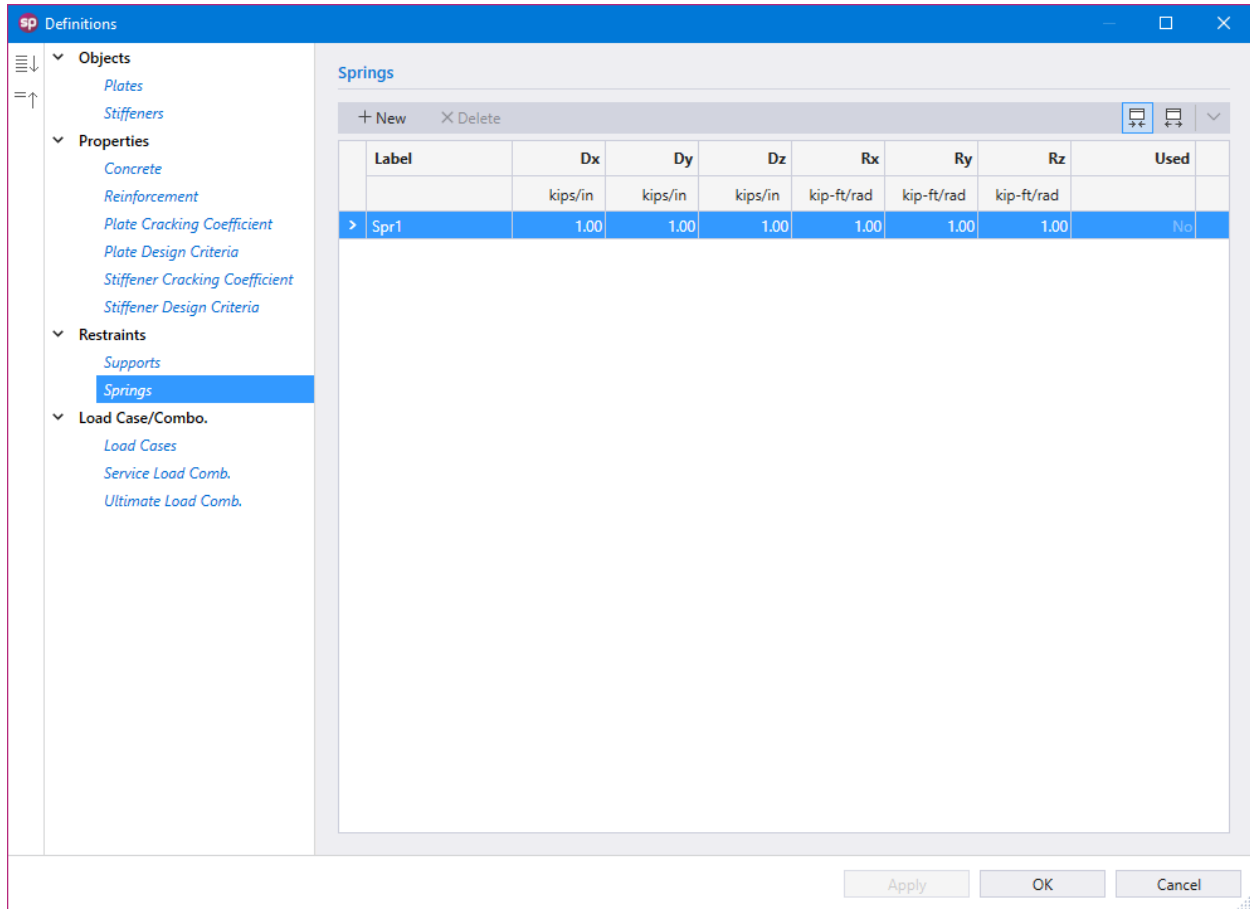 sp Definitions
Objects
Plates
Stiffeners
Properties
Concrete
Reinforcement
Plate Cracking Coefficient
Plate Design Criteria
Stiffener Cracking Coefficient
Stiffener Design Criteria
Restraints
Supports
Springs
Load Case/Combo.
Load Cases
Service Load Comb.
Ultimate Load Comb.
Springs
New Delete
Label Dx Dy Dz Rx Ry Rz Used
kips/in kips/in kips/in kip-ft/rad kip-ft/rad kip-ft/rad
Spr1 1.00 1.00 1.00 1.00 1.00 1.00 No
Apply OK Cancel